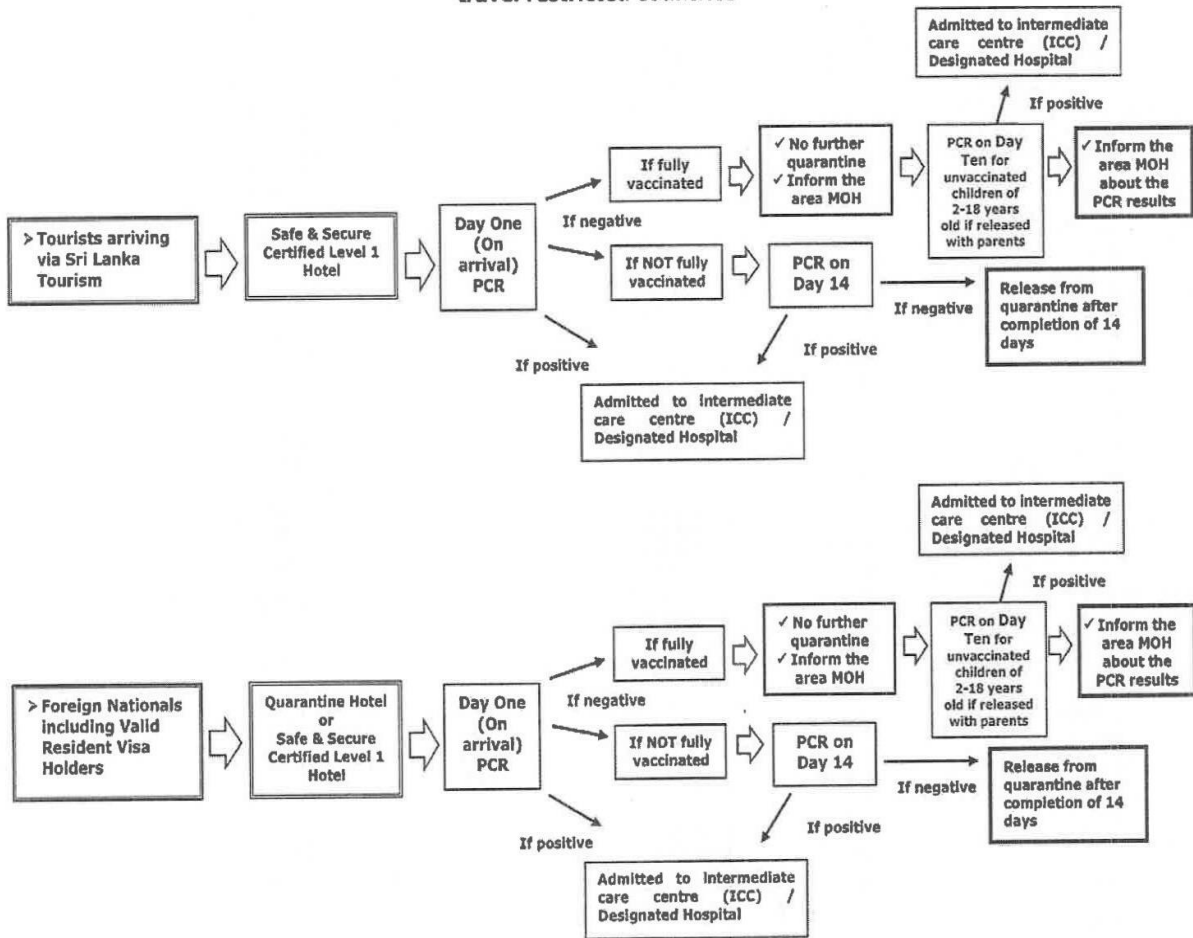 Admitted to intermediate
care centre (ICC) /
Designated Hospital
If positive
If fully
vaccinated
✓ No further
quarantine
✓ Inform the
area MOH
PCR on Day
Ten for
unvaccinated
children of
2-18 years
old if released
with parents
✓ Inform the
area MOH
about the
PCR results
➢ Tourists arriving
via Sri Lanka
Tourism
Safe & Secure
Certified Level 1
Hotel
Day One
(On
arrival)
PCR
If negative
If NOT fully
vaccinated
PCR on
Day 14
If negative
Release from
quarantine after
completion of 14
days
If positive
If positive
Admitted to intermediate
care centre (ICC) /
Designated Hospital
Admitted to intermediate
care centre (ICC) /
Designated Hospital
If positive
If fully
vaccinated
✓ No further
quarantine
✓ Inform the
area MOH
PCR on Day
Ten for
unvaccinated
children of
2-18 years
old if released
with parents
✓ Inform the
area MOH
about the
PCR results
➢ Foreign Nationals
including Valid
Resident Visa
Holders
Quarantine Hotel
or
Safe & Secure
Certified Level 1
Hotel
Day One
(On
arrival)
PCR
If negative
If NOT fully
vaccinated
PCR on
Day 14
If negative
Release from
quarantine after
completion of 14
days
If positive
If positive
Admitted to intermediate
care centre (ICC) /
Designated Hospital